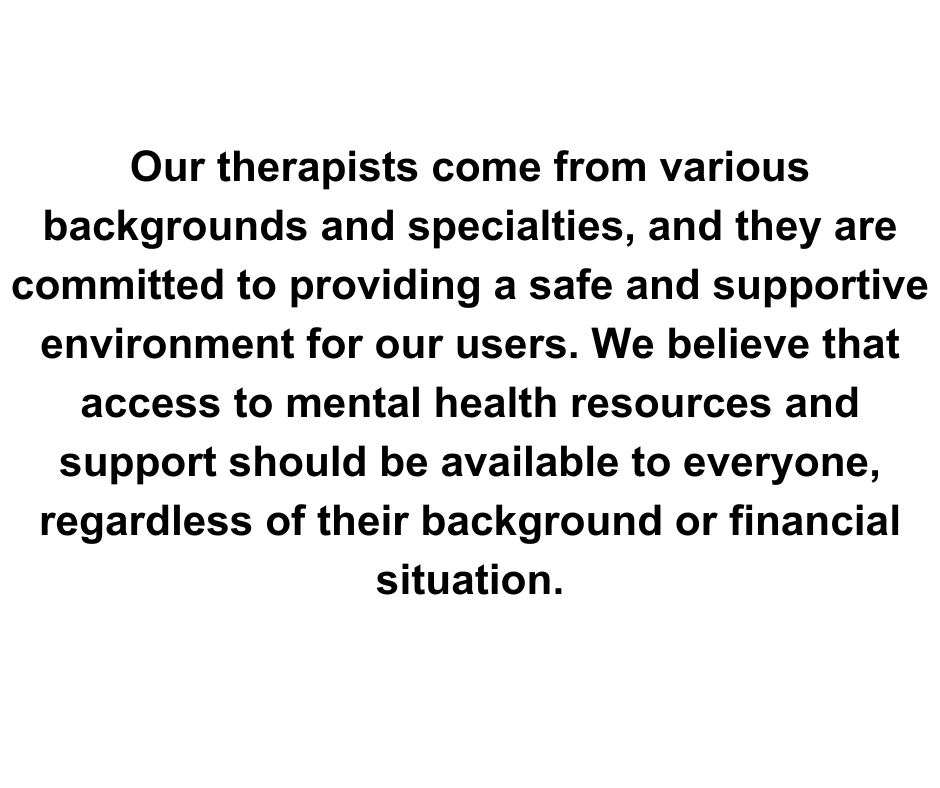 Our therapists come from various
backgrounds and specialties, and they are
committed to providing a safe and supportive
environment for our users. We believe that
access to mental health resources and
support should be available to everyone,
regardless of their background or financial
situation.